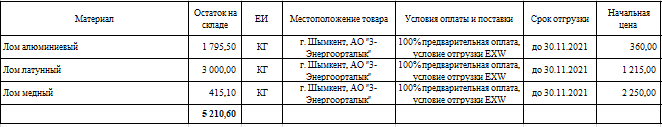 Материал Остаток на складе ЕИ Местоположение товара Условия оплаты и поставки Срок отгрузки Начальная цена
Лом алюминиевый 1 795,50 КГ г. Шымкент, АО "3-Энергоорталык" 100% предварительная оплата, условие отгрузки EXW до 30.11.2021 360,00
Лом латунный 3 000,00 КГ г. Шымкент, АО "3-Энергоорталык" 100% предварительная оплата, условие отгрузки EXW до 30.11.2021 1 215,00
Лом медный 415,10 КГ г. Шымкент, АО "3-Энергоорталык" 100% предварительная оплата, условие отгрузки EXW до 30.11.2021 2 250,00
5 210,60